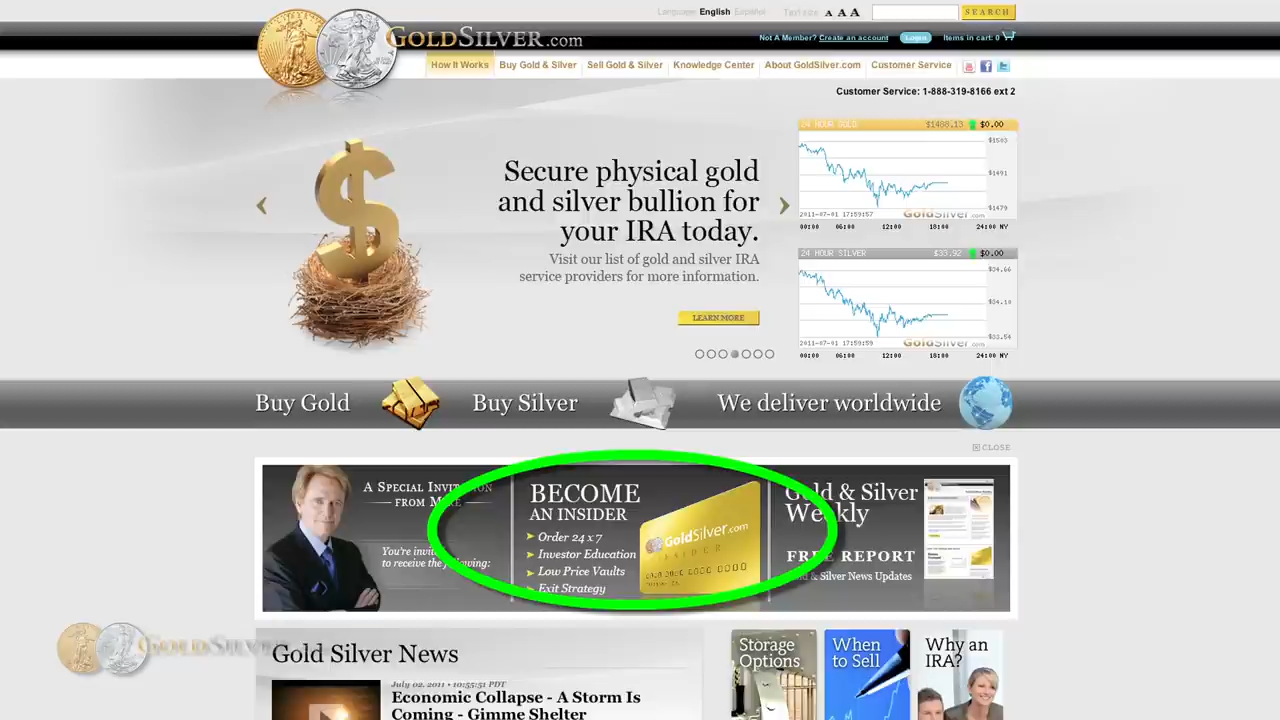 Language: English Español Text size: A A A SEARCH
GOLDSILVER.com
Not A Member? Create an account Login Items in cart: 0
How It Works Buy Gold & Silver Sell Gold & Silver Knowledge Center About GoldSilver.com Customer Service
Customer Service: 1-888-319-8166 ext 2
24 HOUR GOLD $1488.13 $0.00
$1503
$1491
$1479
2011-07-01 17:59:57 GoldSilver.com
00:00 06:00 12:00 18:00 24:00 NY
Secure physical gold
and silver bullion for
your IRA today.
Visit our list of gold and silver IRA
service providers for more information.
LEARN MORE
24 HOUR SILVER $33.92 $0.00
$34.66
$34.10
$33.54
2011-07-01 17:59:59 GoldSilver.com
00:00 06:00 12:00 18:00 24:00 NY
Buy Gold Buy Silver We deliver worldwide
CLOSE
A SPECIAL INVITATION
FROM MIKE
You're invited
to receive the following:
BECOME
AN INSIDER
Order 24 x 7
Investor Education
Low Price Vaults
Exit Strategy
GoldSilver.com
INSIDER
Gold & Silver
Weekly
FREE REPORT
Gold & Silver News Updates
GOLDSILVER
Gold Silver News
July 02, 2011 • 10:55:51 PDT
Economic Collapse - A Storm Is
Coming - Gimme Shelter
Storage
Options
When
to Sell
Why an
IRA?